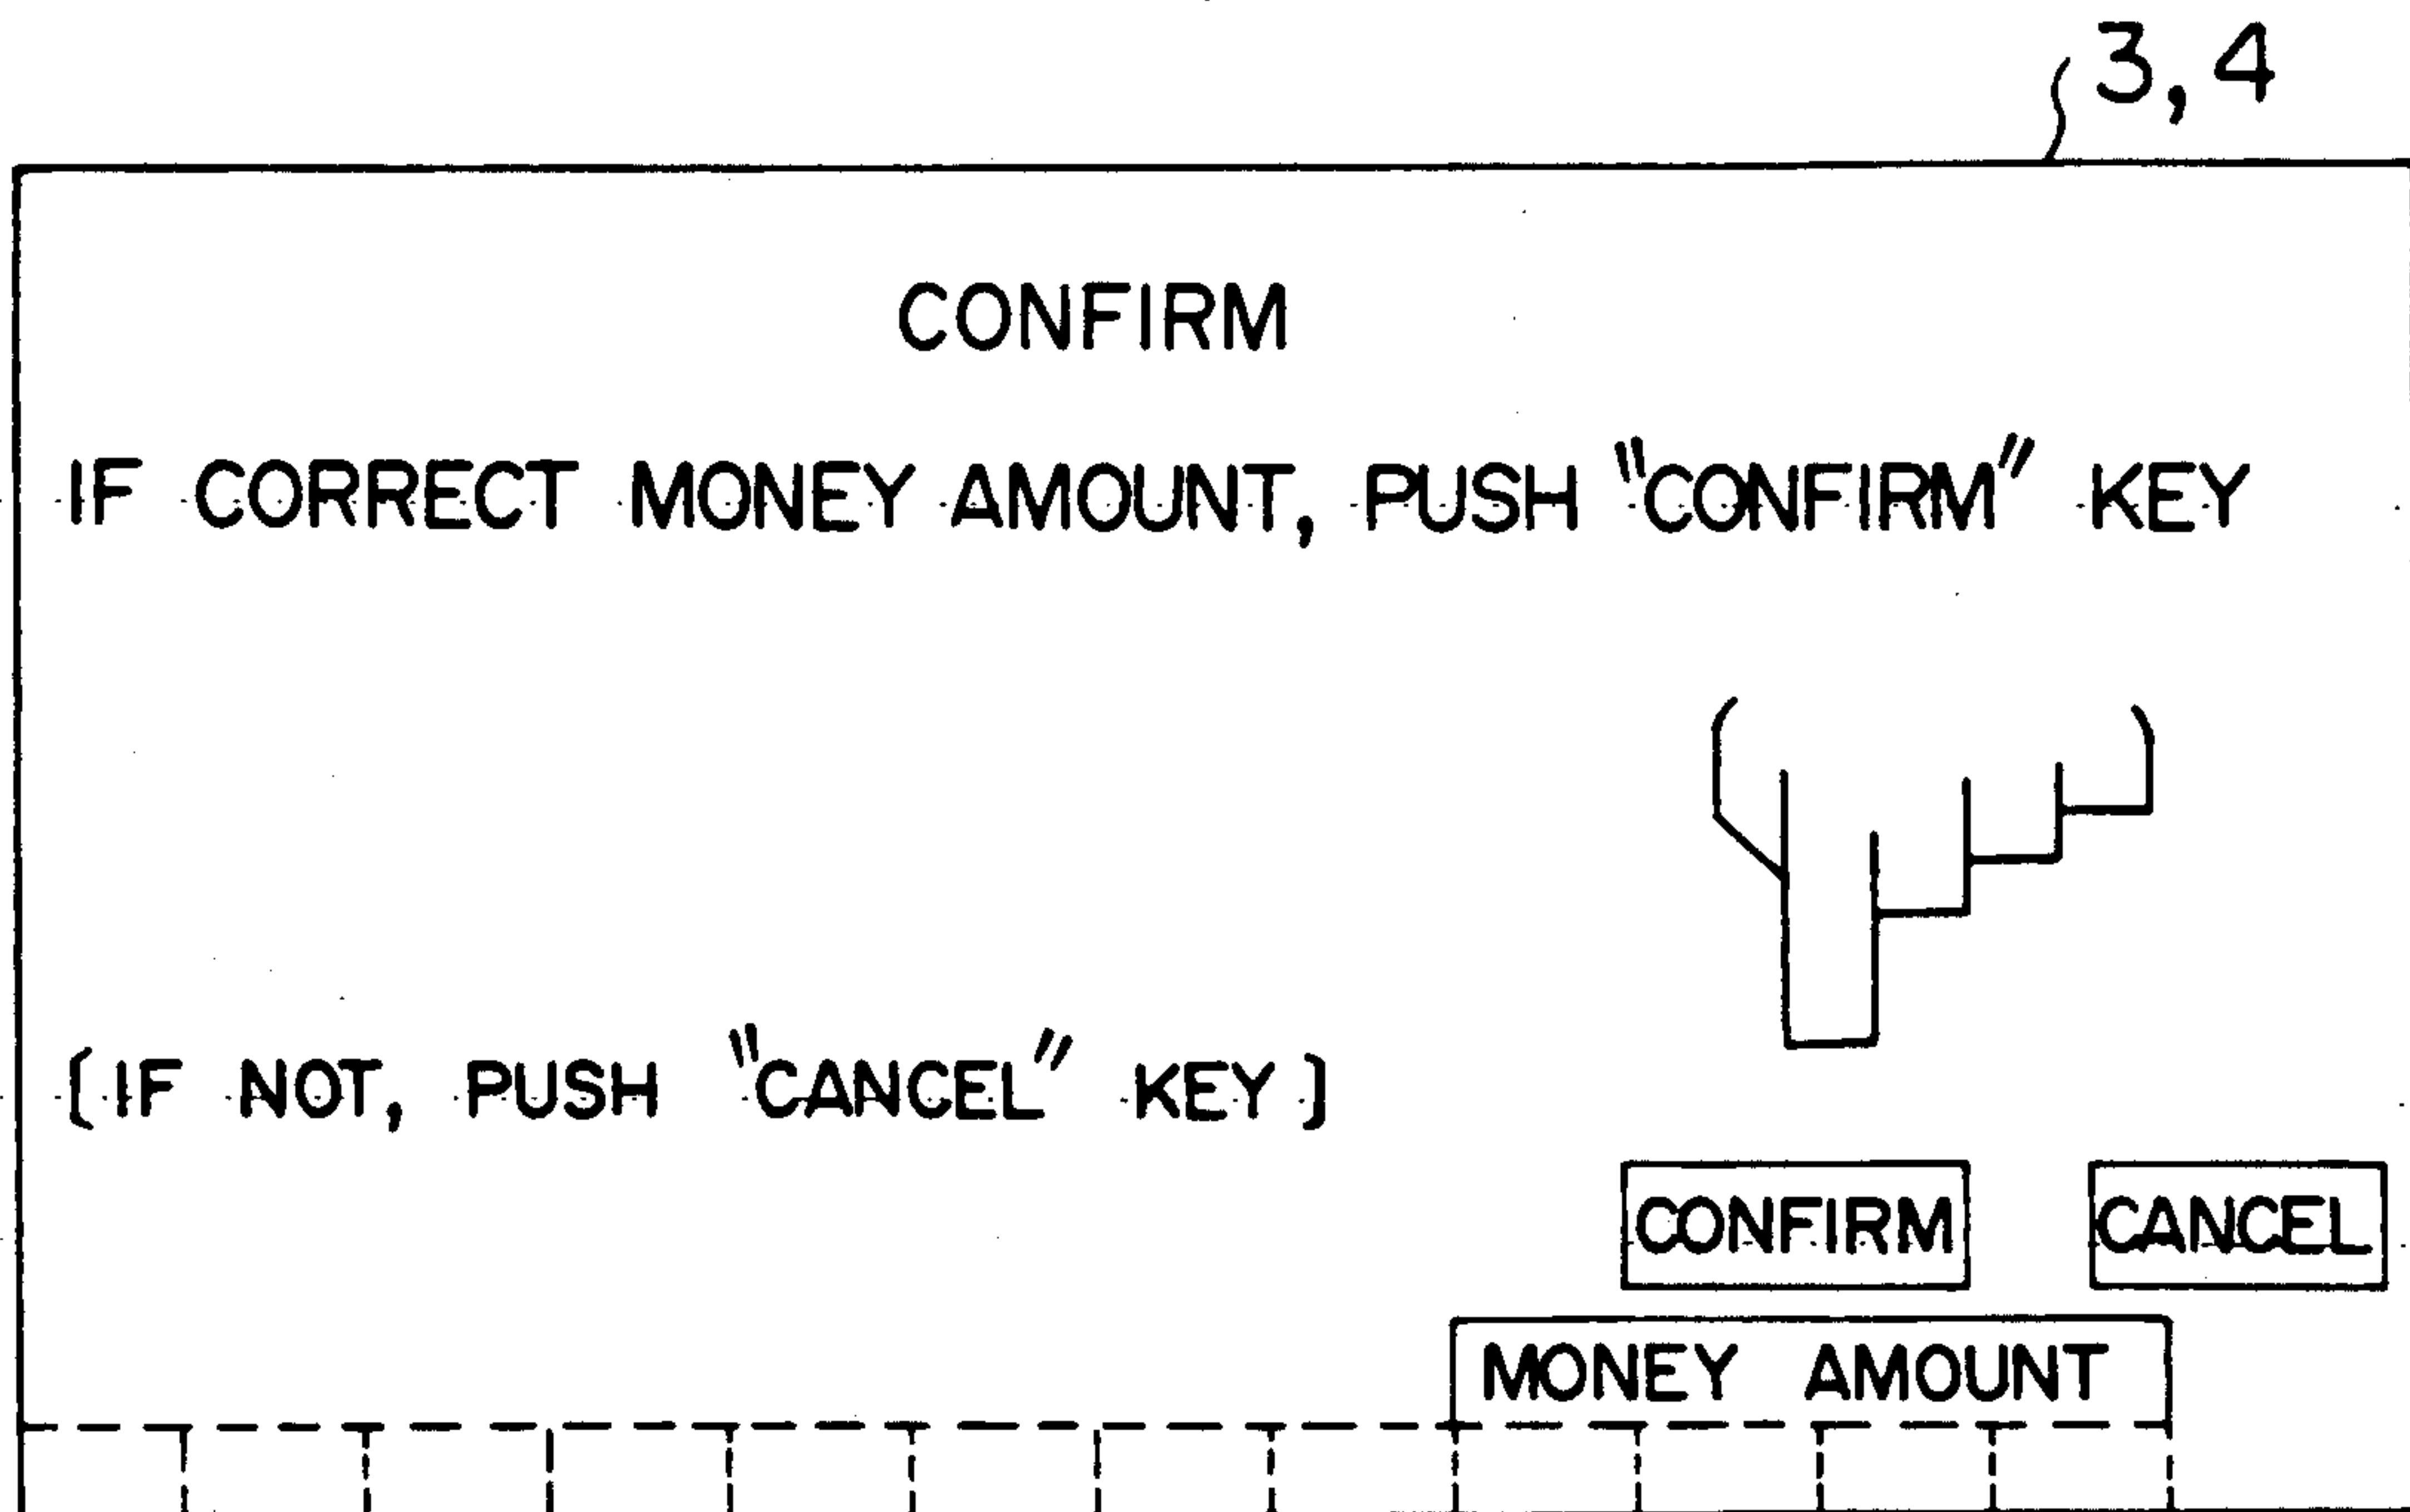 3,4
CONFIRM
IF CORRECT MONEY AMOUNT, PUSH "CONFIRM" KEY
[IF NOT, PUSH "CANCEL" KEY]
CONFIRM CANCEL
MONEY AMOUNT